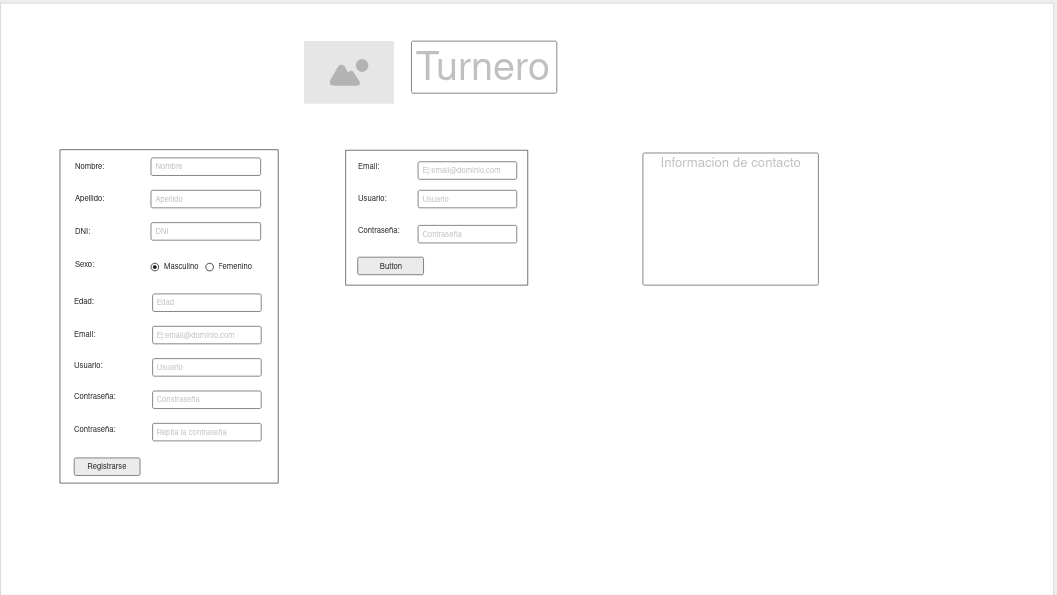 Turnero
Nombre: Nombre
Apellido: Apellido
DNI: DNI
Sexo: Masculino Femenino
Edad: Edad
Email: Ej:email@dominio.com
Usuario: Usuario
Contraseña: Constraseña
Contraseña: Repita la contraseña
Registrarse
Email: Ej:email@dominio.com
Usuario: Usuario
Contraseña: Contraseña
Button
Informacion de contacto